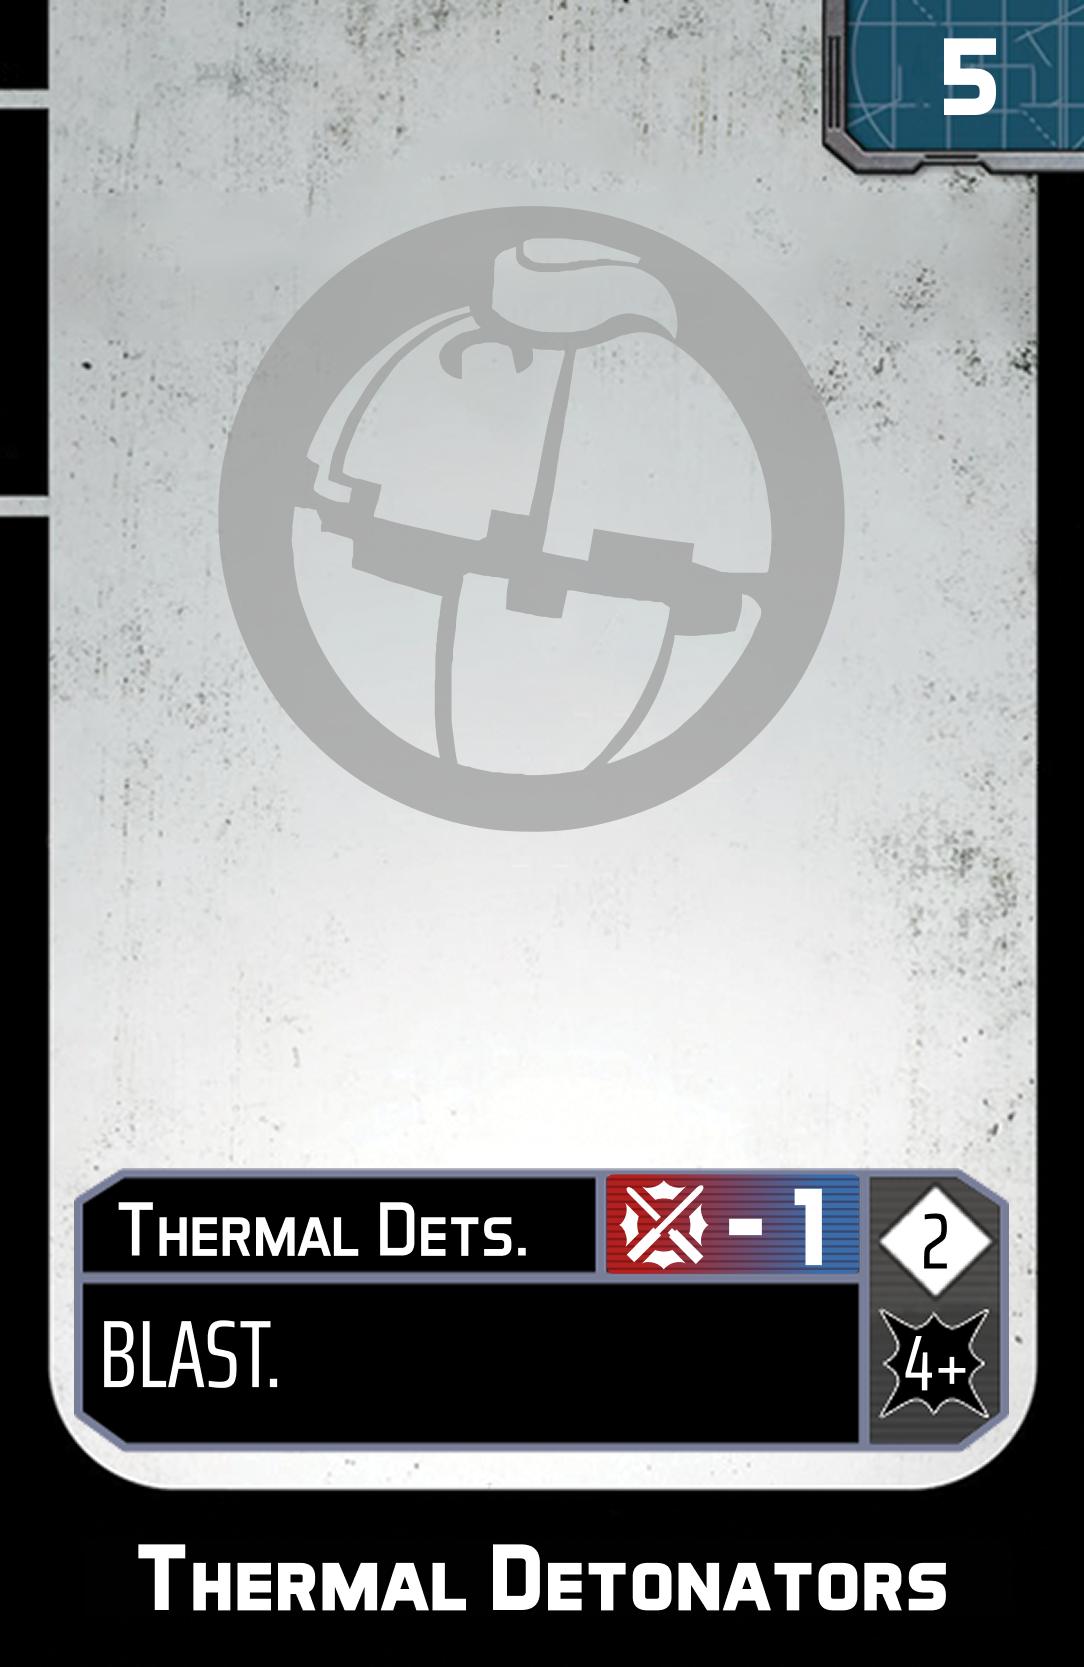 5
Thermal Dets.
- 1
2
BLAST.
4+
Thermal Detonators